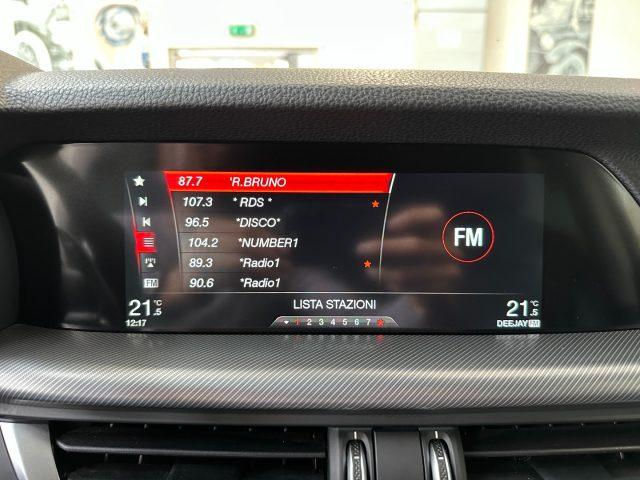 87.7 'R.BRUNO
107.3 * RDS *
96.5 *DISCO*
104.2 *NUMBER1
89.3 *Radio1
90.6 *Radio1
FM
FM
LISTA STAZIONI
21 °C .5
21 °C .5
12:17
1 2 3 4 5 6 7
DEEJAY FM